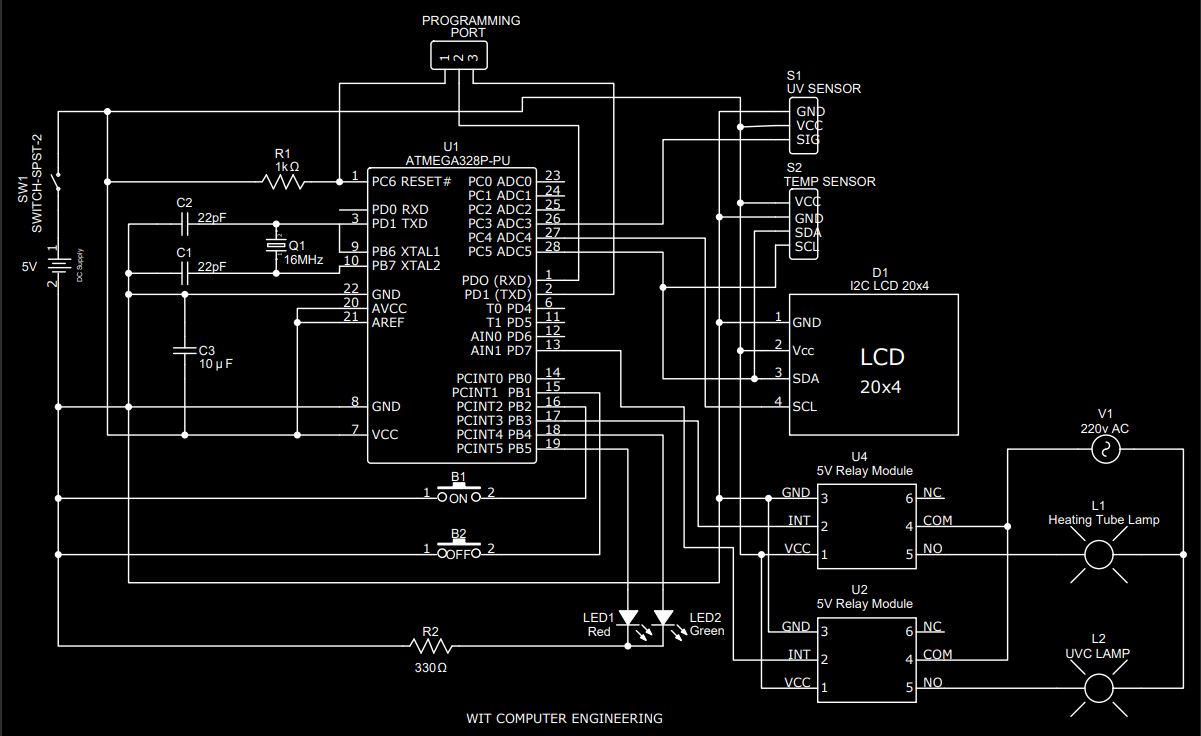 PROGRAMMING
PORT
1 2 3
S1
UV SENSOR
GND
VCC
SIG
SW1
SWITCH-SPST-2
R1
1kΩ
U1
ATMEGA328P-PU
1 PC6 RESET# PC0 ADC0 23
PC1 ADC1 24
PD0 RXD PC2 ADC2 25
3 PD1 TXD PC3 ADC3 26
PC4 ADC4 27
9 PB6 XTAL1 PC5 ADC5 28
10 PB7 XTAL2
PDO (RXD) 1
22 GND PD1 (TXD) 2
20 AVCC T0 PD4 6
21 AREF T1 PD5 11
AIN0 PD6 12
AIN1 PD7 13
PCINT0 PB0 14
PCINT1 PB1 15
8 GND PCINT2 PB2 16
PCINT3 PB3 17
7 VCC PCINT4 PB4 18
PCINT5 PB5 19
S2
TEMP SENSOR
VCC
GND
SDA
SCL
C2
22pF
C1
22pF
Q1
16MHz
1
5V
2
DC Supply
C3
10 µF
D1
I2C LCD 20x4
1 GND
2 Vcc
3 SDA
4 SCL
LCD
20x4
V1
220v AC
B1
1 ON 2
B2
1 OFF 2
U4
5V Relay Module
GND 3 6 NC
INT 2 4 COM
VCC 1 5 NO
L1
Heating Tube Lamp
U2
5V Relay Module
GND 3 6 NC
INT 2 4 COM
VCC 1 5 NO
L2
UVC LAMP
LED1
Red
LED2
Green
R2
330Ω
WIT COMPUTER ENGINEERING